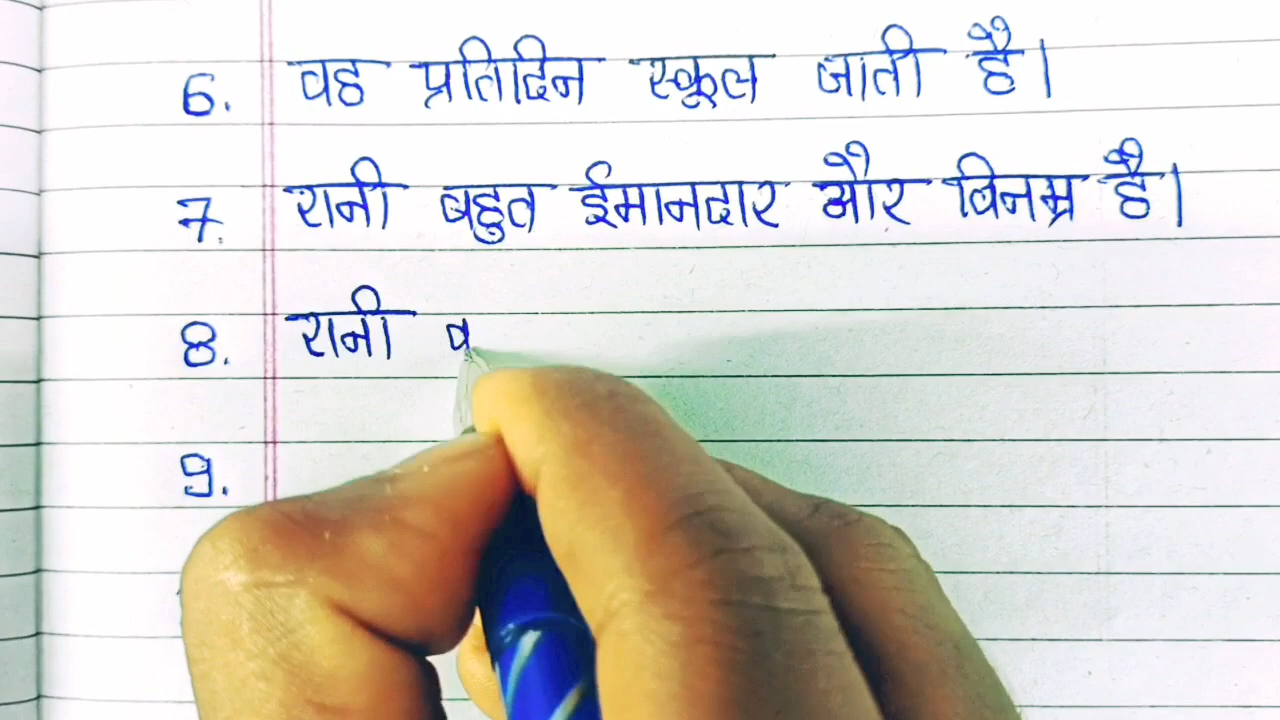 6. वह प्रतिदिन स्कूल जाती है।
7. रानी बहुत ईमानदार और विनम्र है।
8. रानी
9.